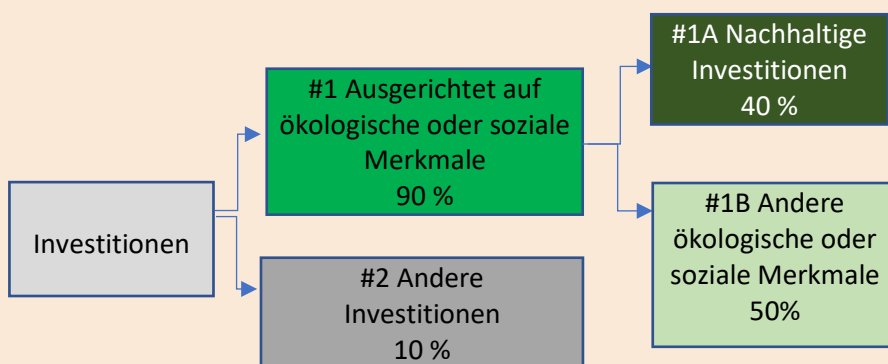 Investitionen
#1 Ausgerichtet auf
ökologische oder soziale
Merkmale
90 %
#2 Andere
Investitionen
10 %
#1A Nachhaltige
Investitionen
40 %
#1B Andere
ökologische oder
soziale Merkmale
50%